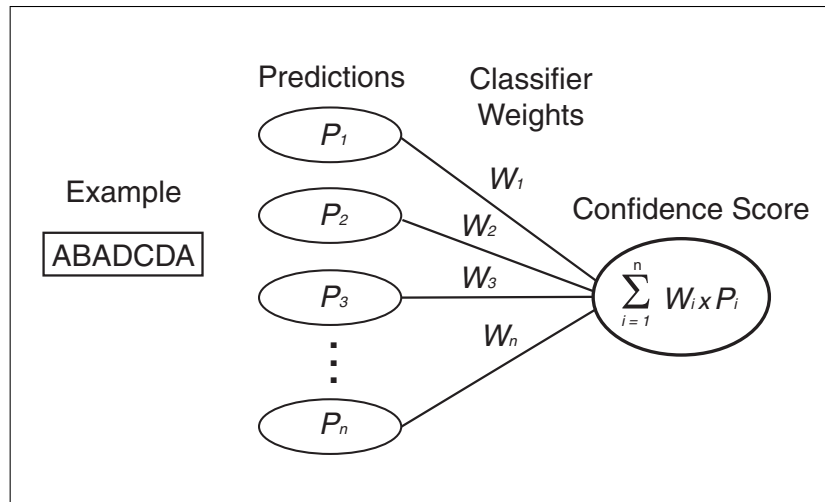 Predictions
Classifier
Weights
Example
ABADCDA
P1
P2
P3
Pn
W1
W2
W3
Wn
Confidence Score
n
∑ Wi x Pi
i = 1